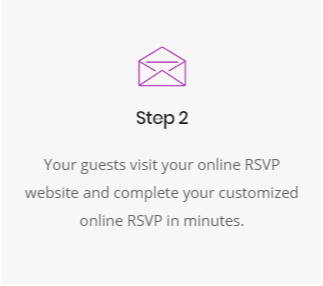 Step 2
Your guests visit your online RSVP
website and complete your customized
online RSVP in minutes.